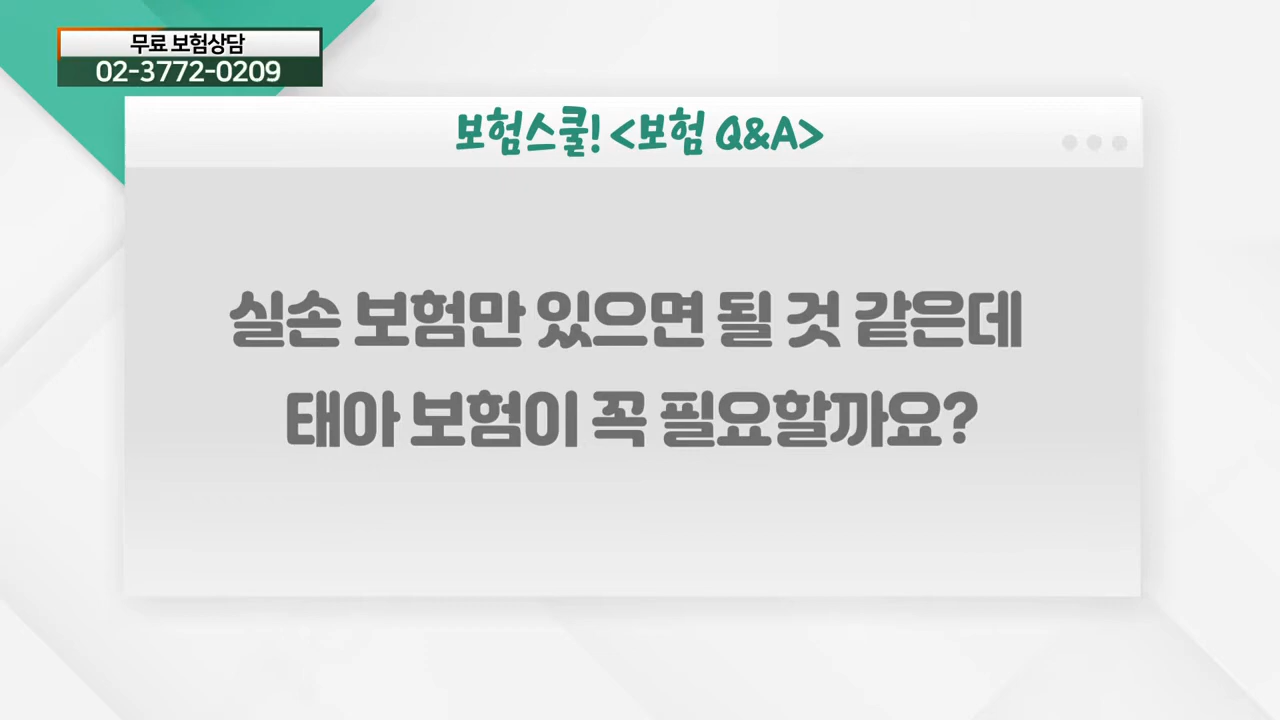 무료 보험상담
02-3772-0209
보험스쿨! <보험 Q&A>
실손 보험만 있으면 될 것 같은데
태아 보험이 꼭 필요할까요?